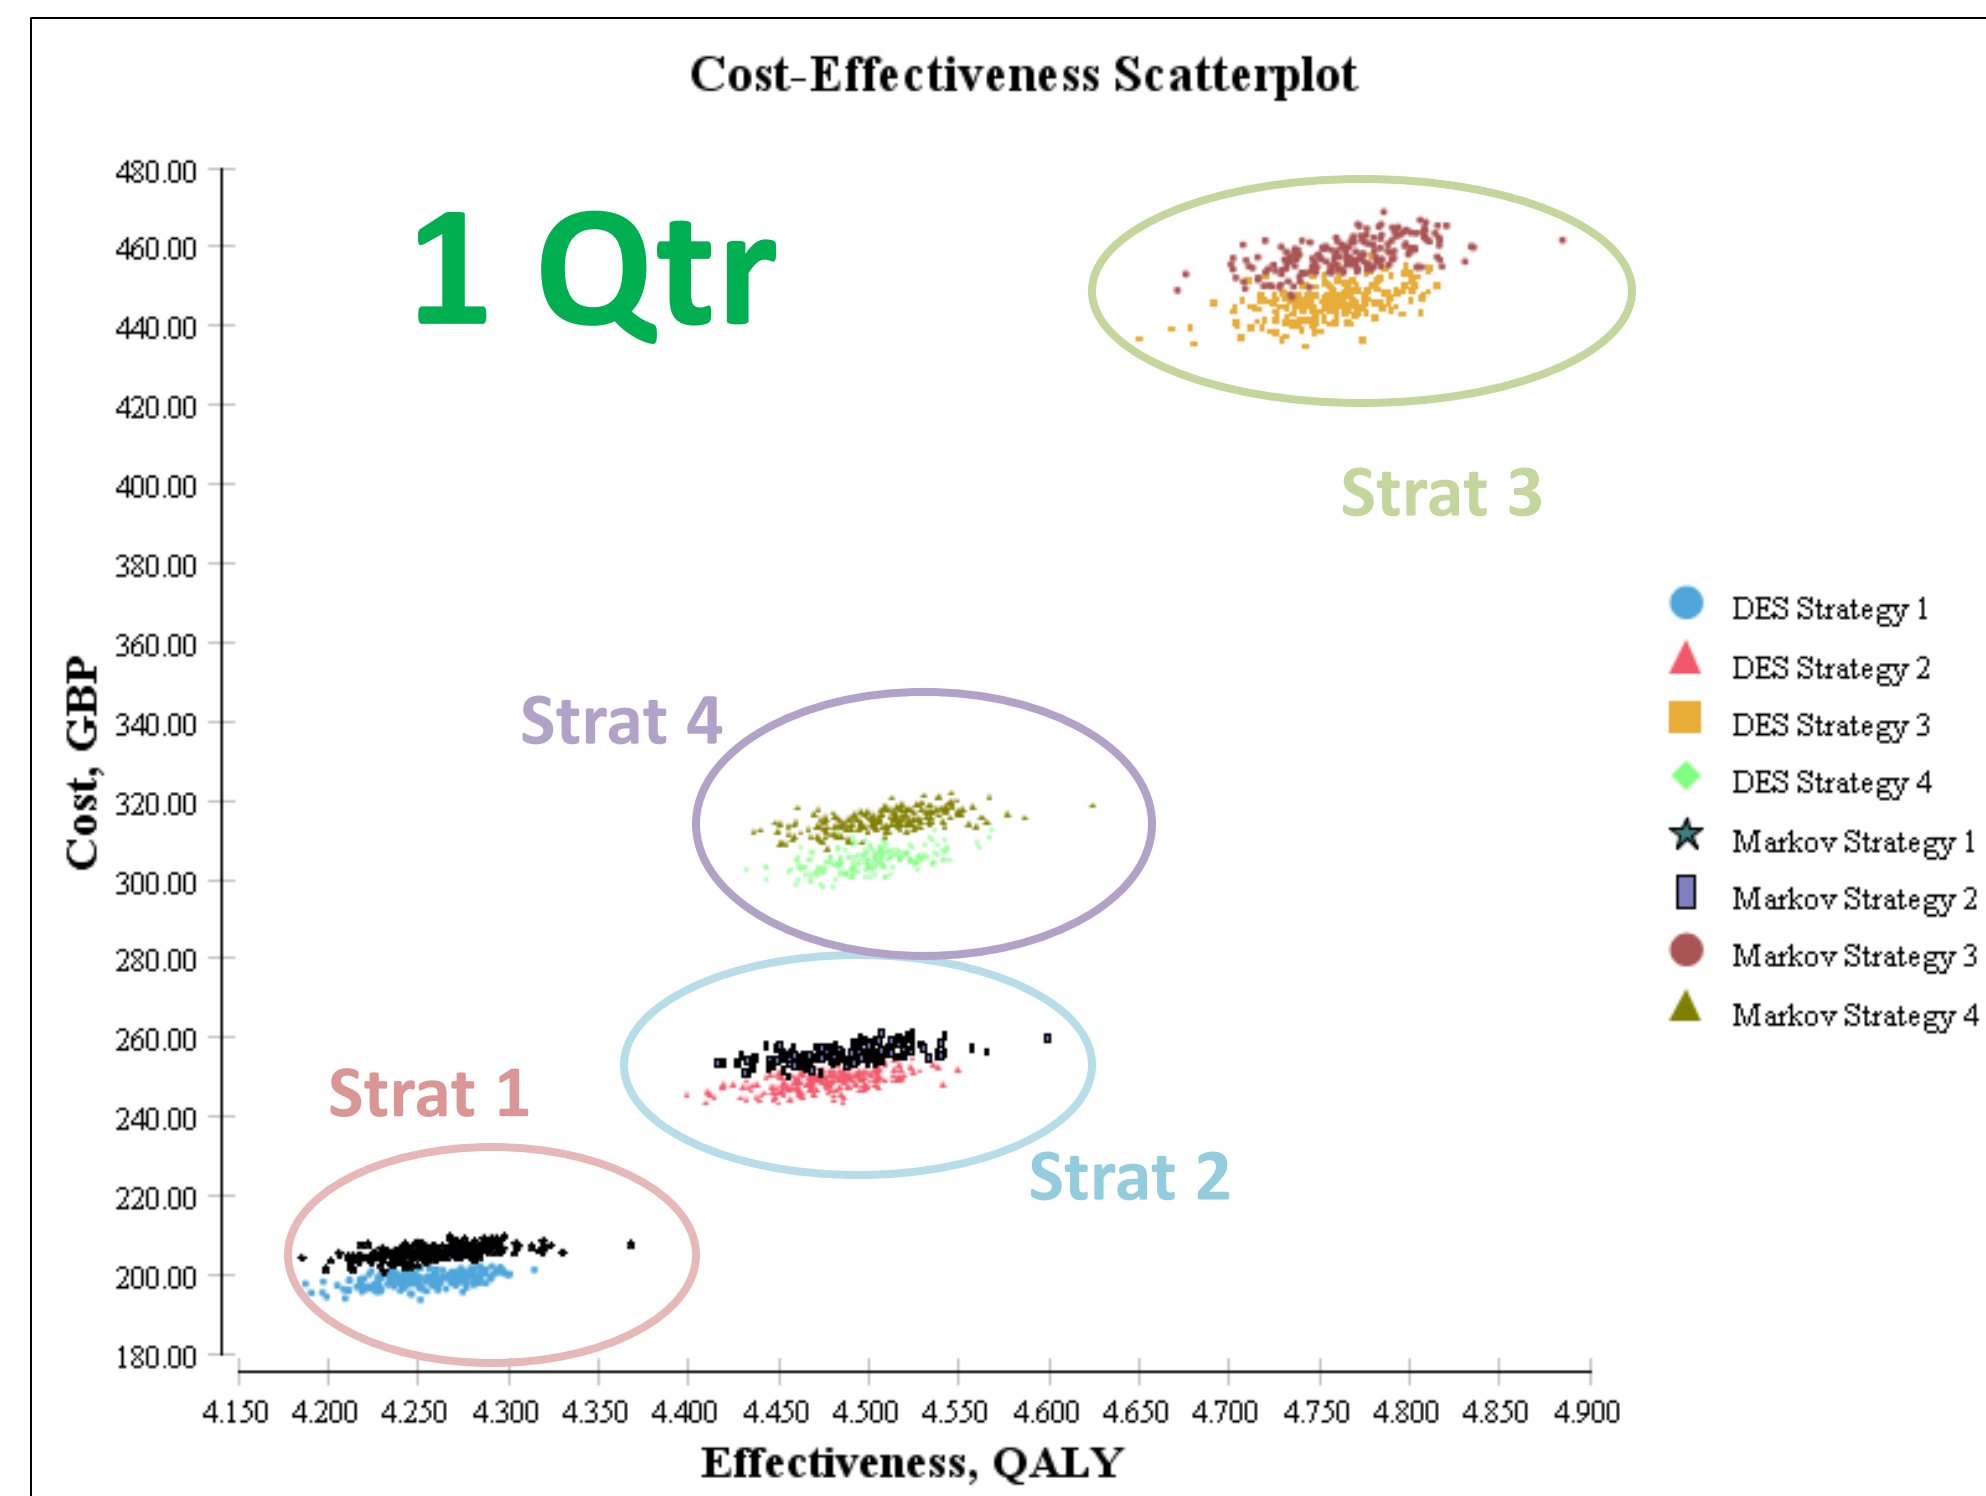 Cost-Effectiveness Scatterplot
1 Qtr
480.00
460.00
440.00
420.00
400.00
380.00
360.00
340.00
320.00
300.00
280.00
260.00
240.00
220.00
200.00
180.00
Cost, GBP
Strat 3
Strat 4
Strat 1
Strat 2
DES Strategy 1
DES Strategy 2
DES Strategy 3
DES Strategy 4
Markov Strategy 1
Markov Strategy 2
Markov Strategy 3
Markov Strategy 4
4.150 4.200 4.250 4.300 4.350 4.400 4.450 4.500 4.550 4.600 4.650 4.700 4.750 4.800 4.850 4.900
Effectiveness, QALY